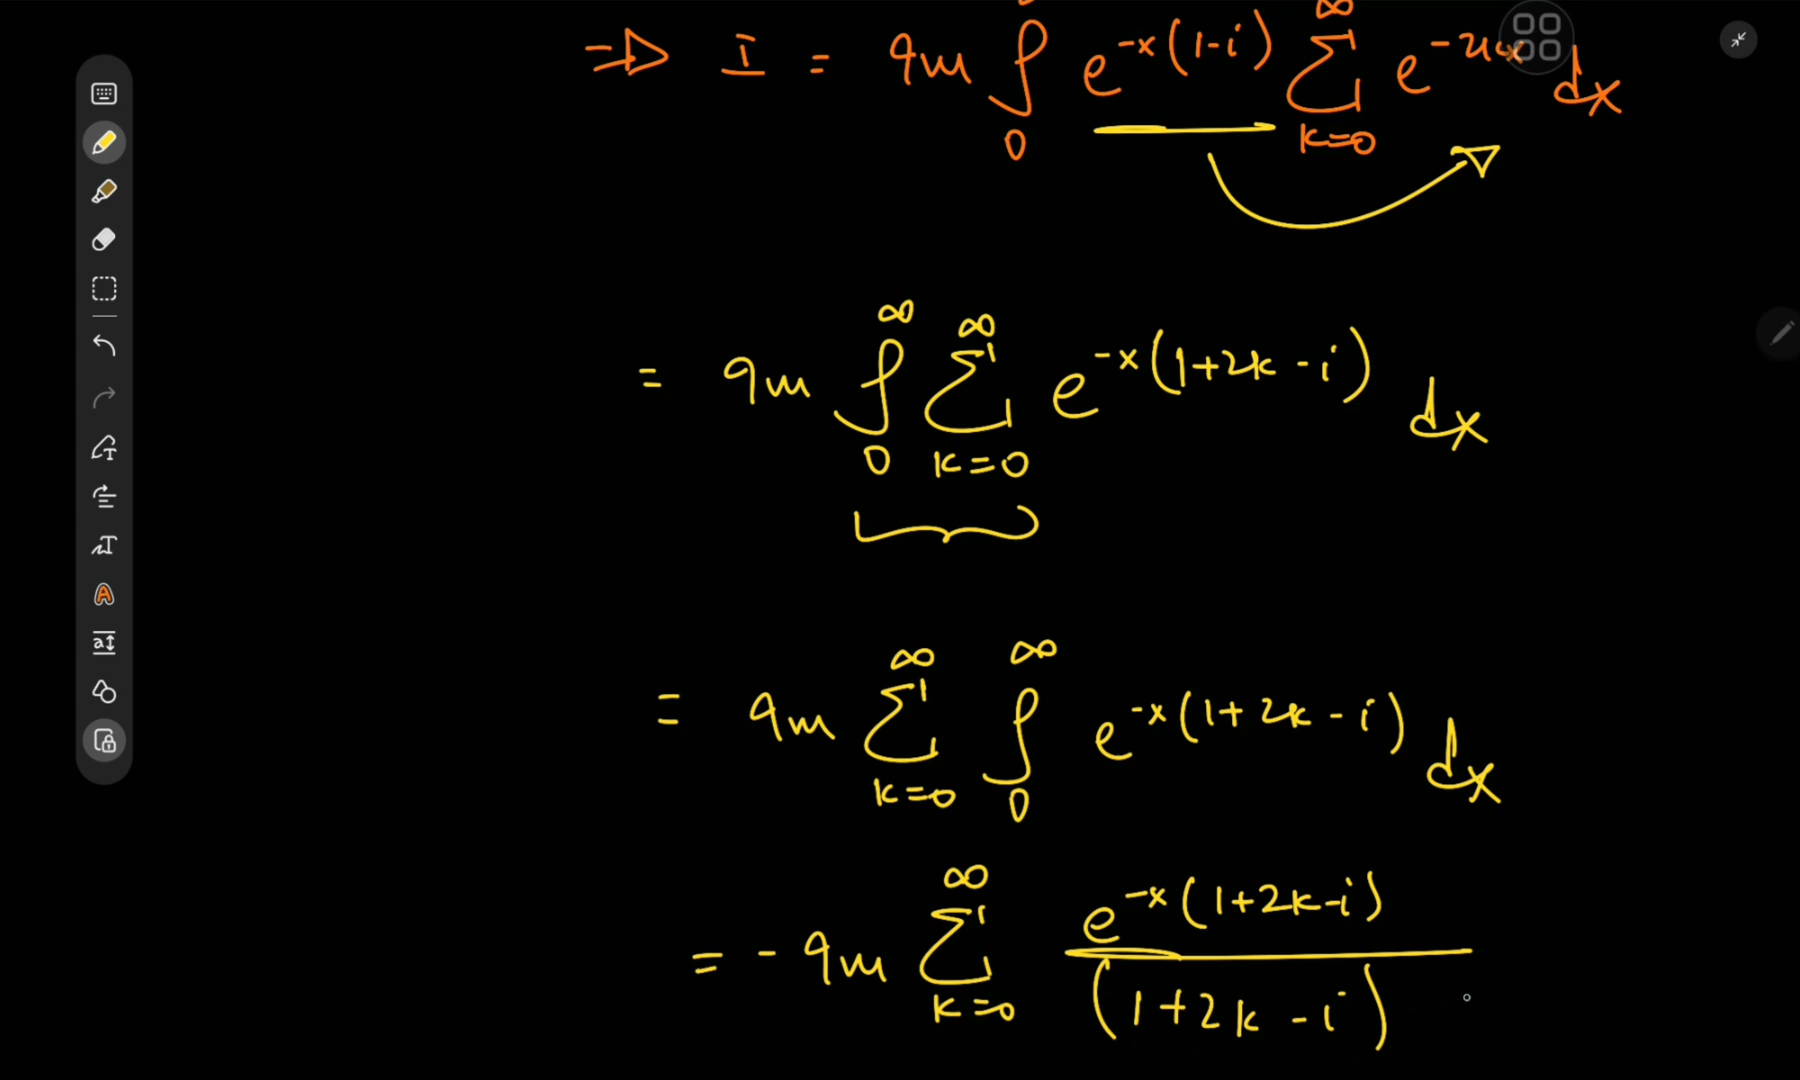 ⇒ I = Im ∫₀ e^{-x(1-i)} Σ_{k=0}^{∞} e^{-2kx} dx
= Im ∫₀^∞ Σ_{k=0}^{∞} e^{-x(1+2k-i)} dx
= Im Σ_{k=0}^{∞} ∫₀^∞ e^{-x(1+2k-i)} dx
= - Im Σ_{k=0}^{∞} e^{-x(1+2k-i)} / (1+2k-i)